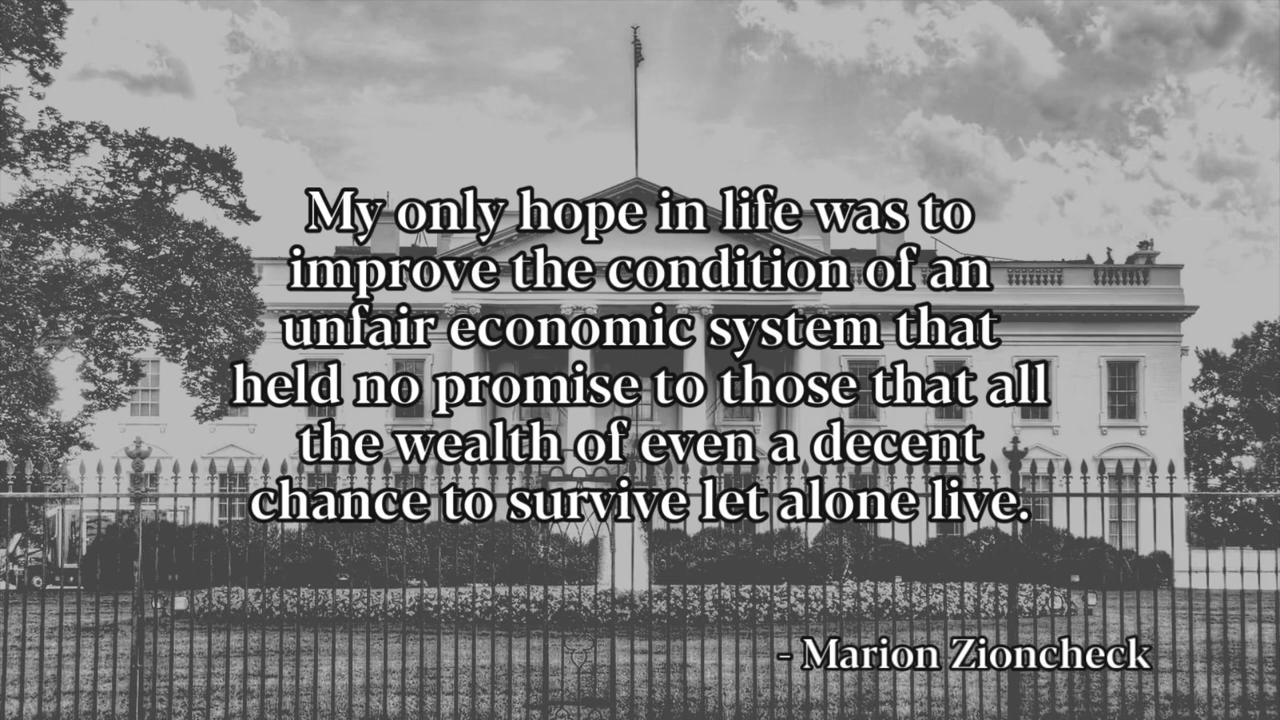 My only hope in life was to
improve the condition of an
unfair economic system that
held no promise to those that all
the wealth of even a decent
chance to survive let alone live.
- Marion Zioncheck